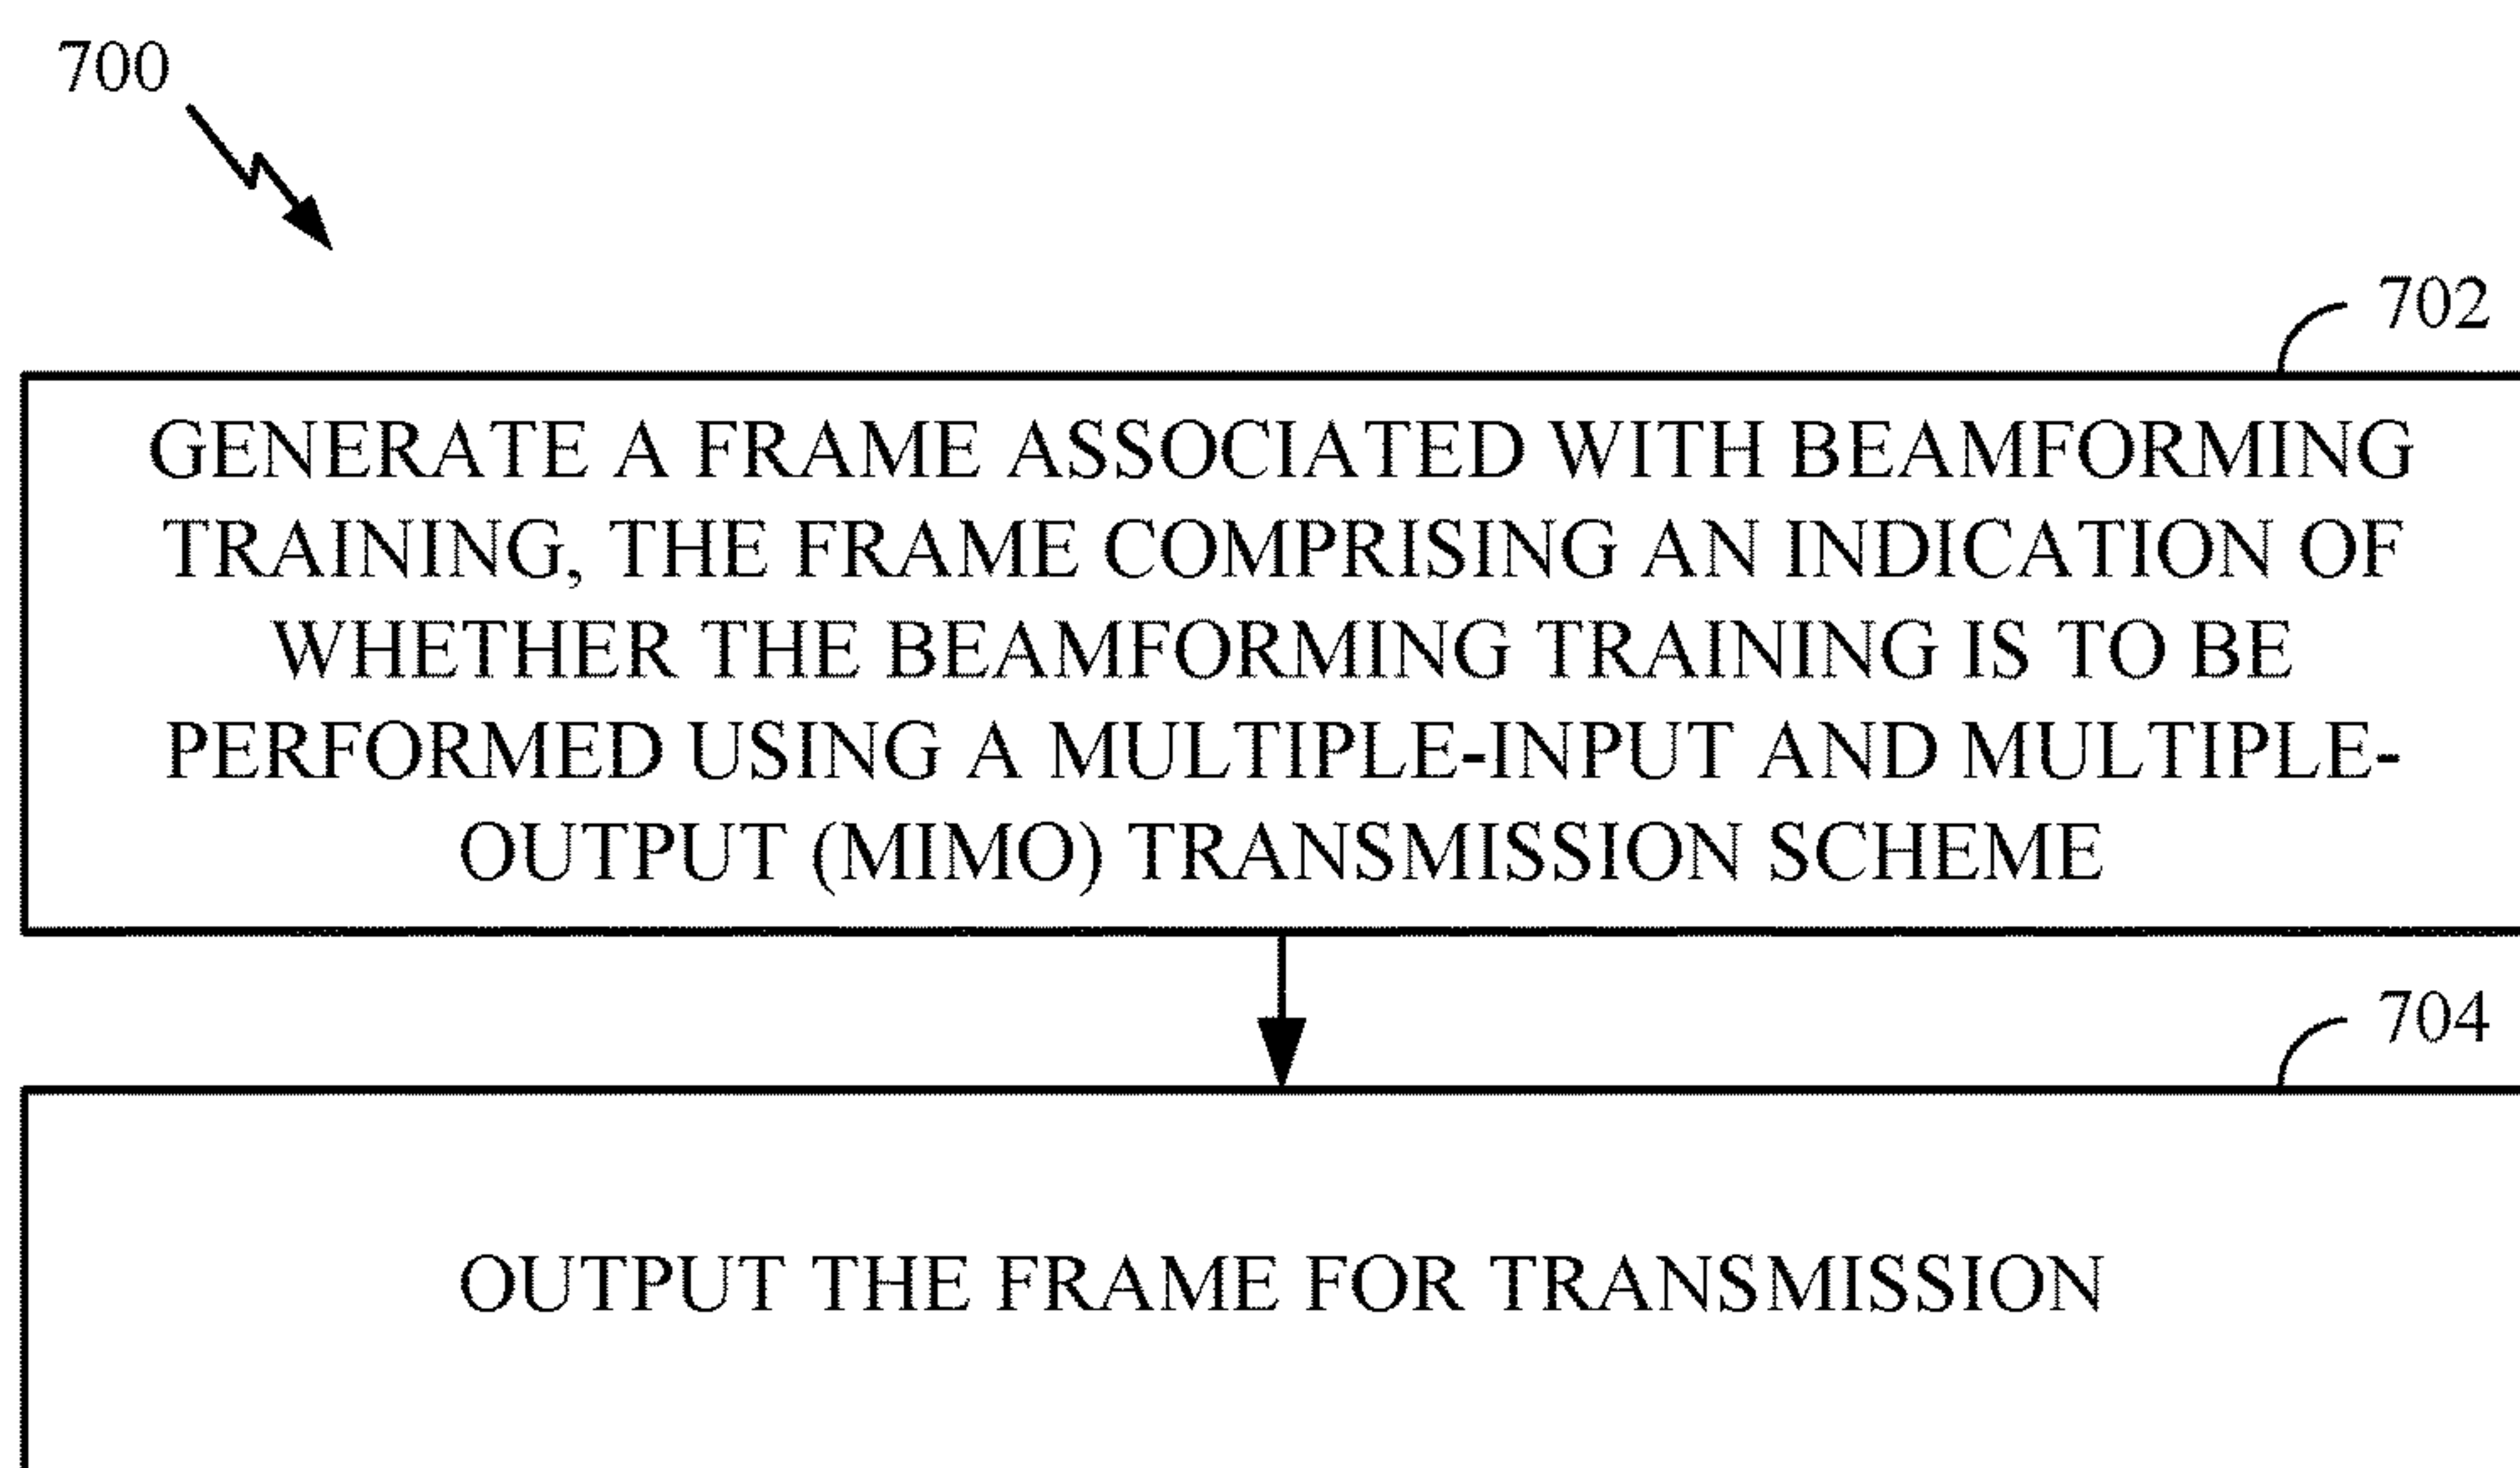 700
702
GENERATE A FRAME ASSOCIATED WITH BEAMFORMING
TRAINING, THE FRAME COMPRISING AN INDICATION OF
WHETHER THE BEAMFORMING TRAINING IS TO BE
PERFORMED USING A MULTIPLE-INPUT AND MULTIPLE-
OUTPUT (MIMO) TRANSMISSION SCHEME
704
OUTPUT THE FRAME FOR TRANSMISSION